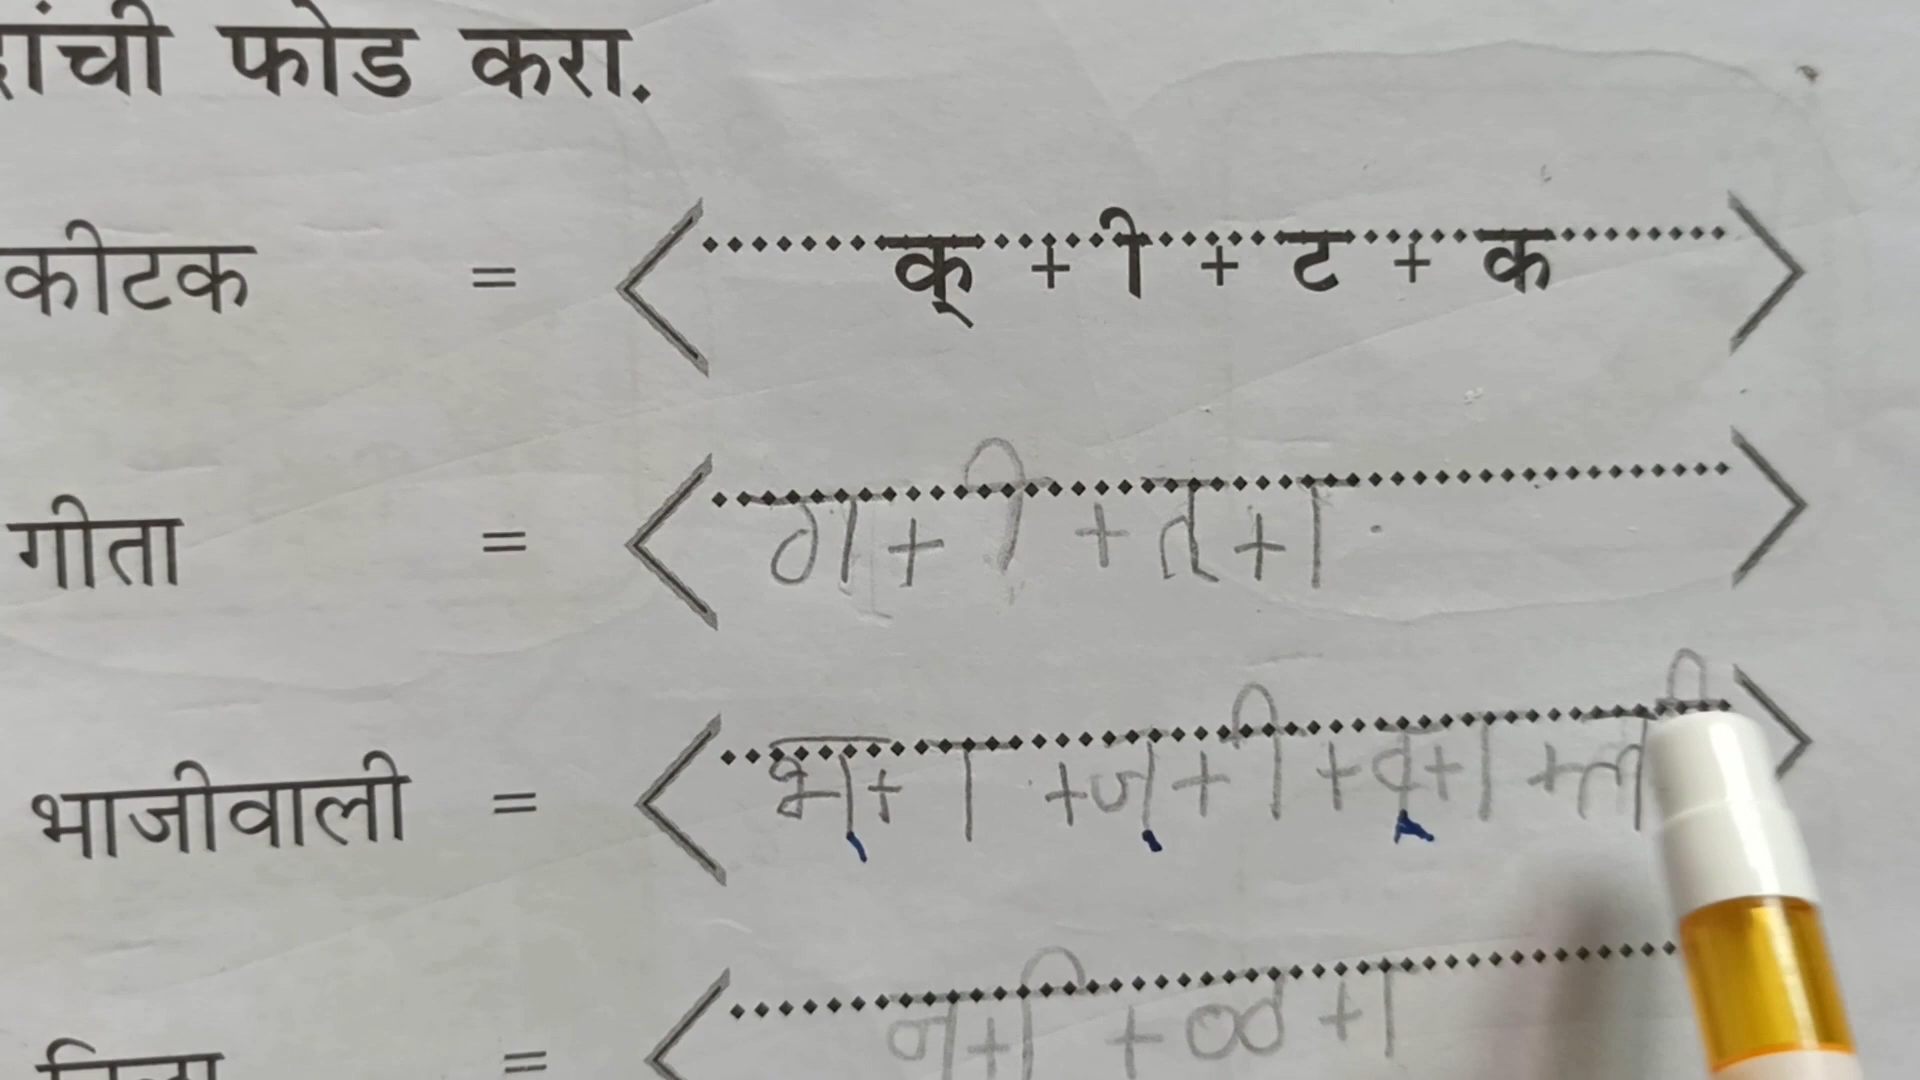 फोड करा.
कीटक = क् + ी + ट + क
गीता = ग + ी + त + ा
भाजीवाली = भ् + ा + ज् + ी + व् + ा + ल ी
= न + ी + ळ + ा